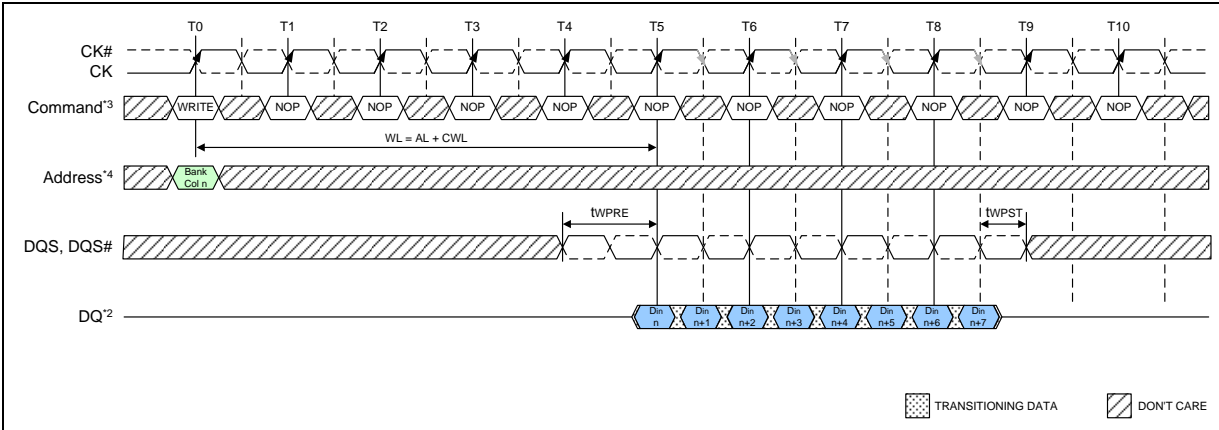 T0 T1 T2 T3 T4 T5 T6 T7 T8 T9 T10
CK#
CK
Command*3 WRITE NOP NOP NOP NOP NOP NOP NOP NOP NOP NOP
WL = AL + CWL
Address*4 Bank
Col n
tWPRE tWPST
DQS, DQS#
DQ*2 Din n Din n+1 Din n+2 Din n+3 Din n+4 Din n+5 Din n+6 Din n+7
TRANSITIONING DATA DON'T CARE